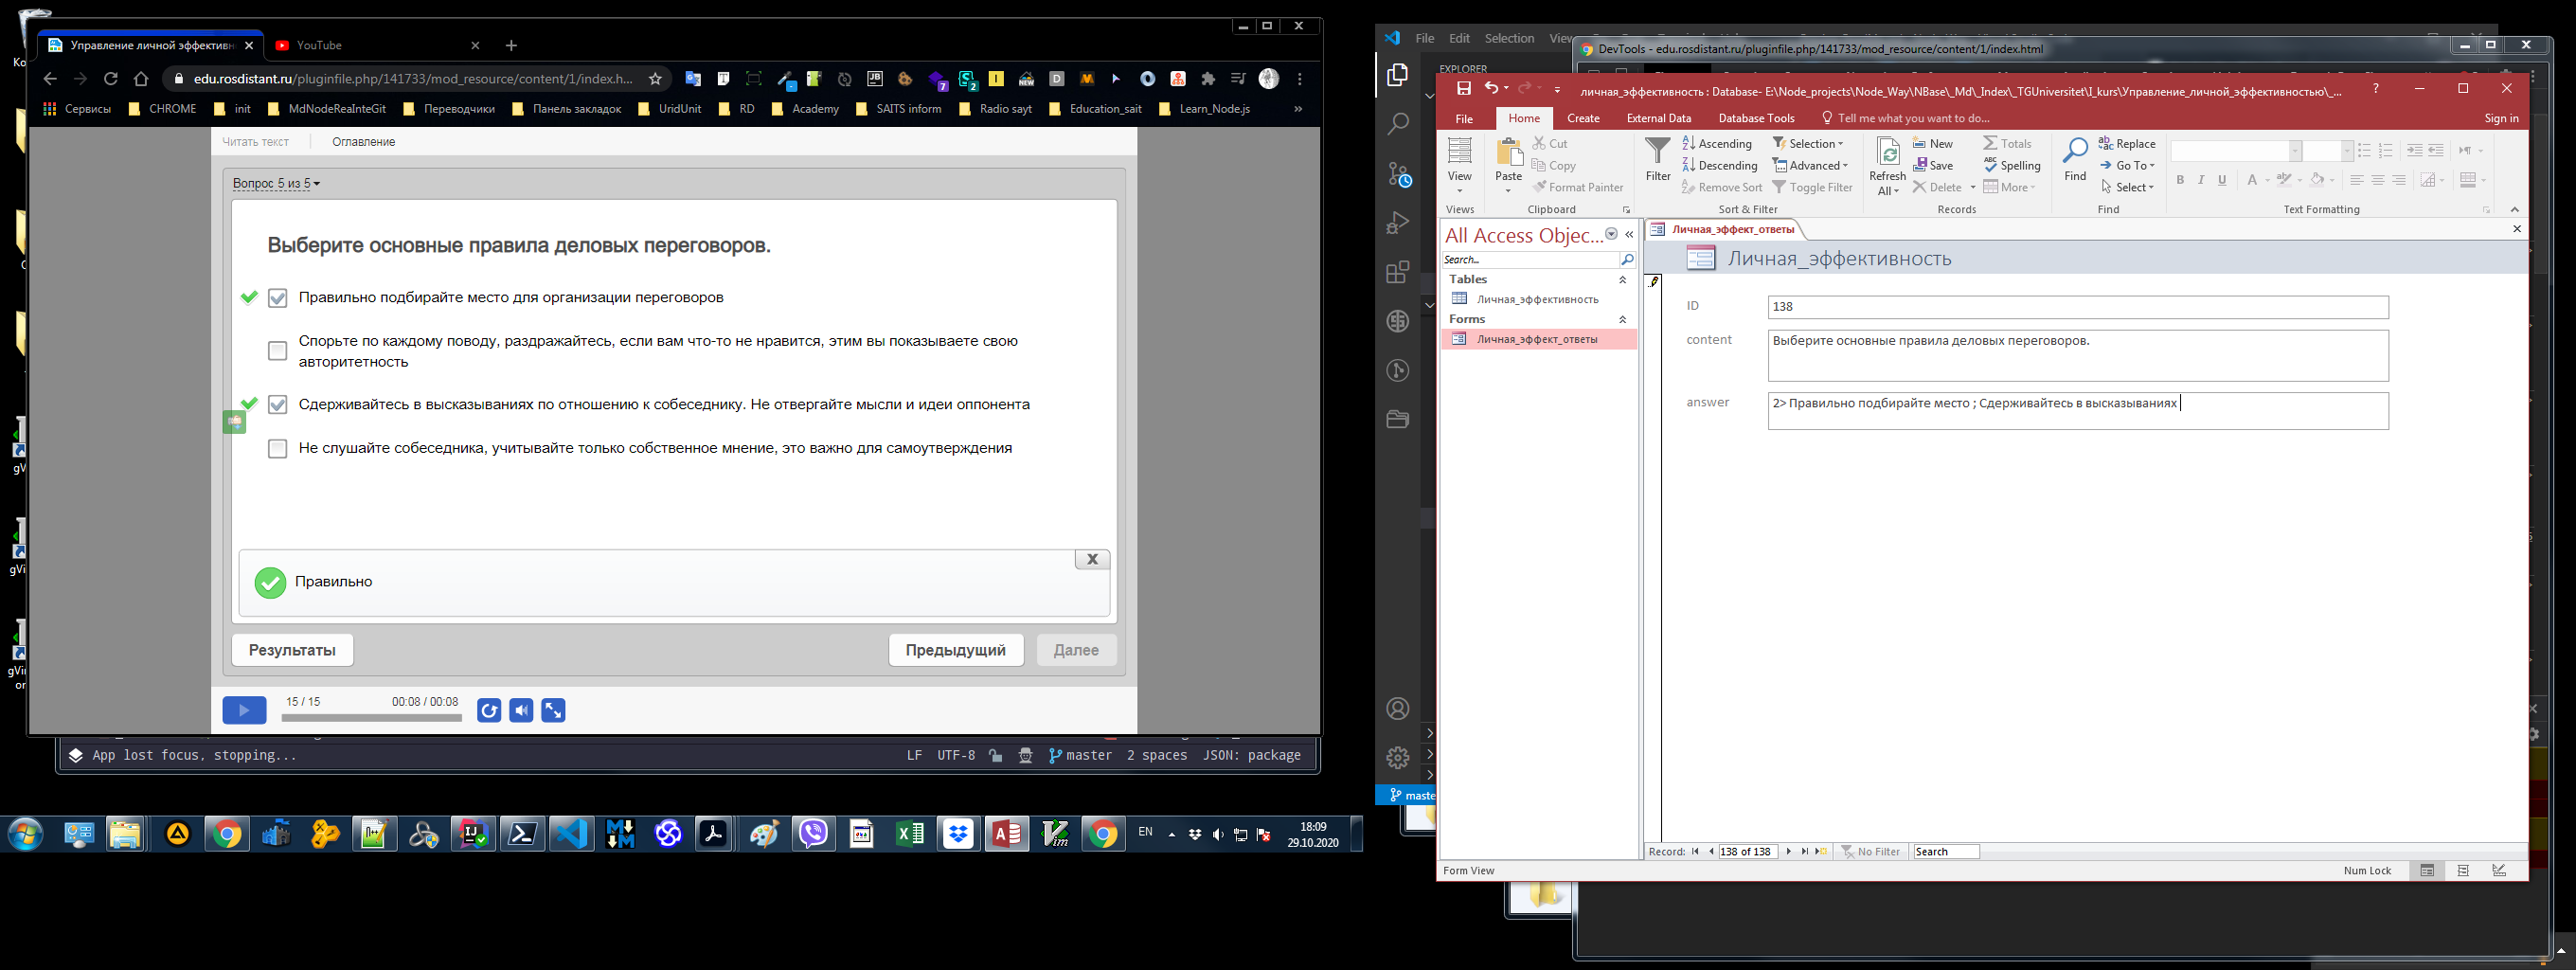 Управление личной эффективн
YouTube
edu.rosdistant.ru/pluginfile.php/141733/mod_resource/content/1/index.h...
Сервисы
CHROME
init
MdNodeReaInteGit
Переводчики
Панель закладок
UridUnit
RD
Academy
SAITS inform
Radio sayt
Education_sait
Learn_Node.js
»
Читать текст
Оглавление
Вопрос 5 из 5
Выберите основные правила деловых переговоров.
Правильно подбирайте место для организации переговоров
Спорьте по каждому поводу, раздражайтесь, если вам что-то не нравится, этим вы показываете свою
авторитетность
Сдерживайтесь в высказываниях по отношению к собеседнику. Не отвергайте мысли и идеи оппонента
Не слушайте собеседника, учитывайте только собственное мнение, это важно для самоутверждения
X
Правильно
Результаты
Предыдущий
Далее
15 / 15
00:08 / 00:08
App lost focus, stopping...
LF
UTF-8
master
2 spaces
JSON: package
EN
18:09
29.10.2020
File
Edit
Selection
View
EXPLORER
DevTools - edu.rosdistant.ru/pluginfile.php/141733/mod_resource/content/1/index.html
личная_эффективность : Database- E:\Node_projects\Node_Way\NBase\_Md\_Index\_TGUniversitet\I_kurs\Управление_личной_эффективностью\_...
File
Home
Create
External Data
Database Tools
Tell me what you want to do...
Sign in
View
Views
Paste
Cut
Copy
Format Painter
Clipboard
Filter
Ascending
Descending
Remove Sort
Selection
Advanced
Toggle Filter
Sort & Filter
Refresh
All
New
Save
Delete
Totals
Spelling
More
Records
Find
Replace
Go To
Select
Find
B I U
A
Text Formatting
All Access Objec...
Search...
Tables
Личная_эффективность
Forms
Личная_эффект_ответы
Личная_эффект_ответы
Личная_эффективность
ID
138
content
Выберите основные правила деловых переговоров.
answer
2> Правильно подбирайте место ; Сдерживайтесь в высказываниях
Record:
138 of 138
No Filter
Search
Form View
Num Lock
maste